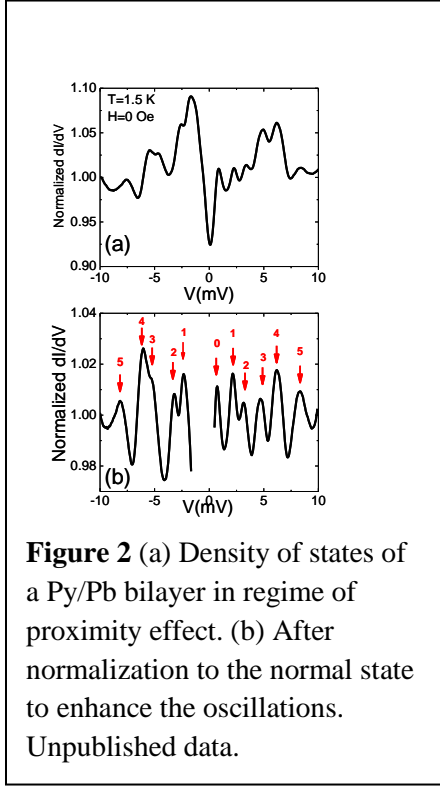 1.10
T=1.5 K
H=0 Oe
1.05
1.00
0.95
0.90
Normalized dI/dV
(a)
-10 -5 0 5 10
V(mV)
1.04
1.02
1.00
0.98
Normalized dI/dV
5 4 3 2 1 0 1 2 3 4 5
(b)
-10 -5 0 5 10
V(mV)
Figure 2 (a) Density of states of
a Py/Pb bilayer in regime of
proximity effect. (b) After
normalization to the normal state
to enhance the oscillations.
Unpublished data.